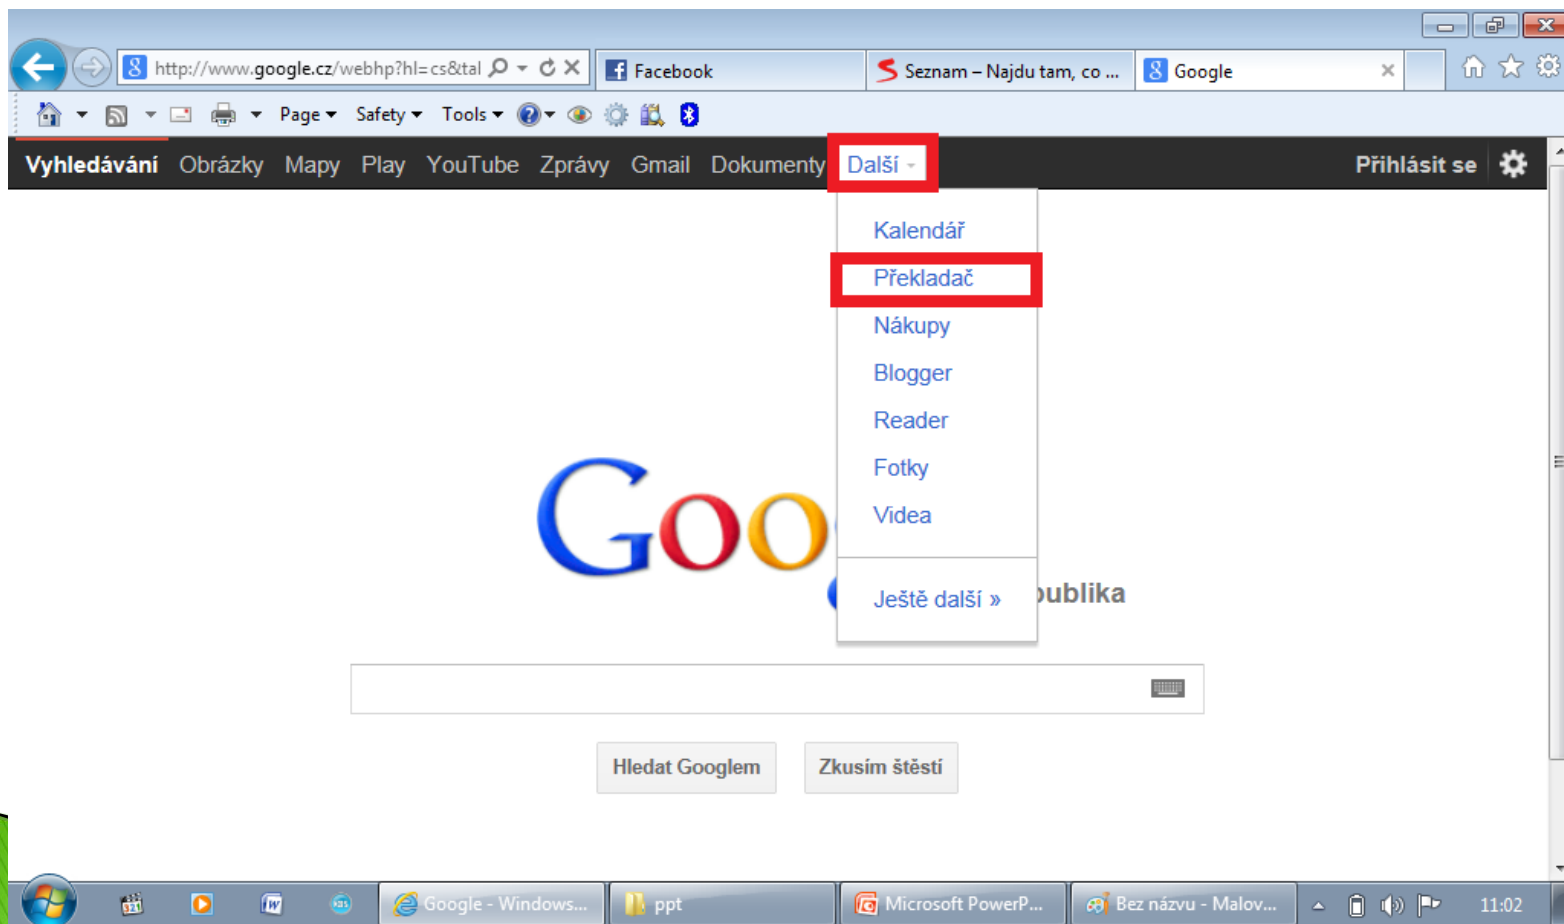 http://www.google.cz/webhp?hl=cs&tal
Facebook
Seznam – Najdu tam, co ...
Google
Page Safety Tools
Vyhledávání Obrázky Mapy Play YouTube Zprávy Gmail Dokumenty Další Přihlásit se
Kalendář
Překladač
Nákupy
Blogger
Reader
Fotky
Videa
Ještě další »
Goo
publika
Hledat Googlem Zkusím štěstí
Google - Windows... ppt Microsoft PowerP... Bez názvu - Malov... 11:02